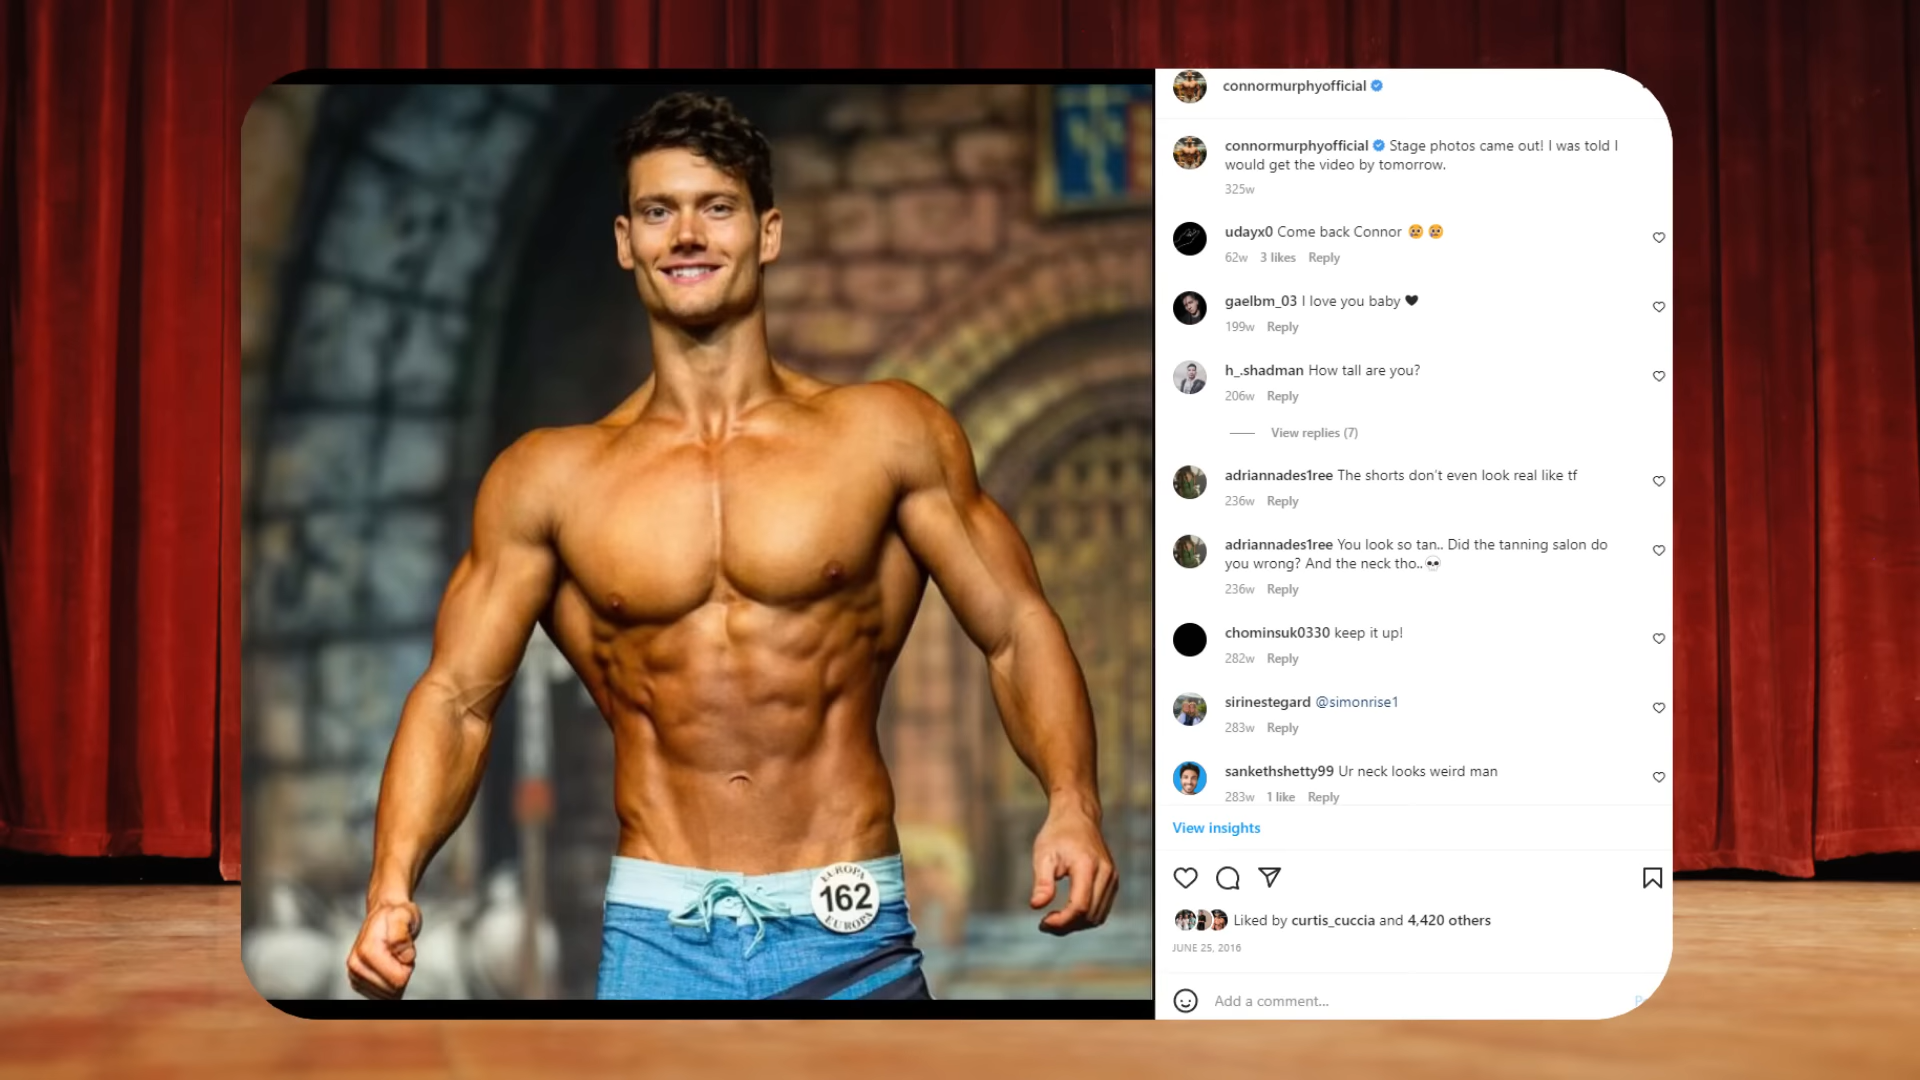 EUROPA
162
EUROPA
connormurphyofficial
connormurphyofficial Stage photos came out! I was told I
would get the video by tomorrow.
325w
udayx0 Come back Connor 😢 😢
62w 3 likes Reply
gaelbm_03 I love you baby 🖤
199w Reply
h_.shadman How tall are you?
206w Reply
View replies (7)
adriannades1ree The shorts don't even look real like tf
236w Reply
adriannades1ree You look so tan.. Did the tanning salon do
you wrong? And the neck tho..💀
236w Reply
chominsuk0330 keep it up!
282w Reply
sirinestegard @simonrise1
283w Reply
sankethshetty99 Ur neck looks weird man
283w 1 like Reply
View insights
Liked by curtis_cuccia and 4,420 others
JUNE 25, 2016
Add a comment...